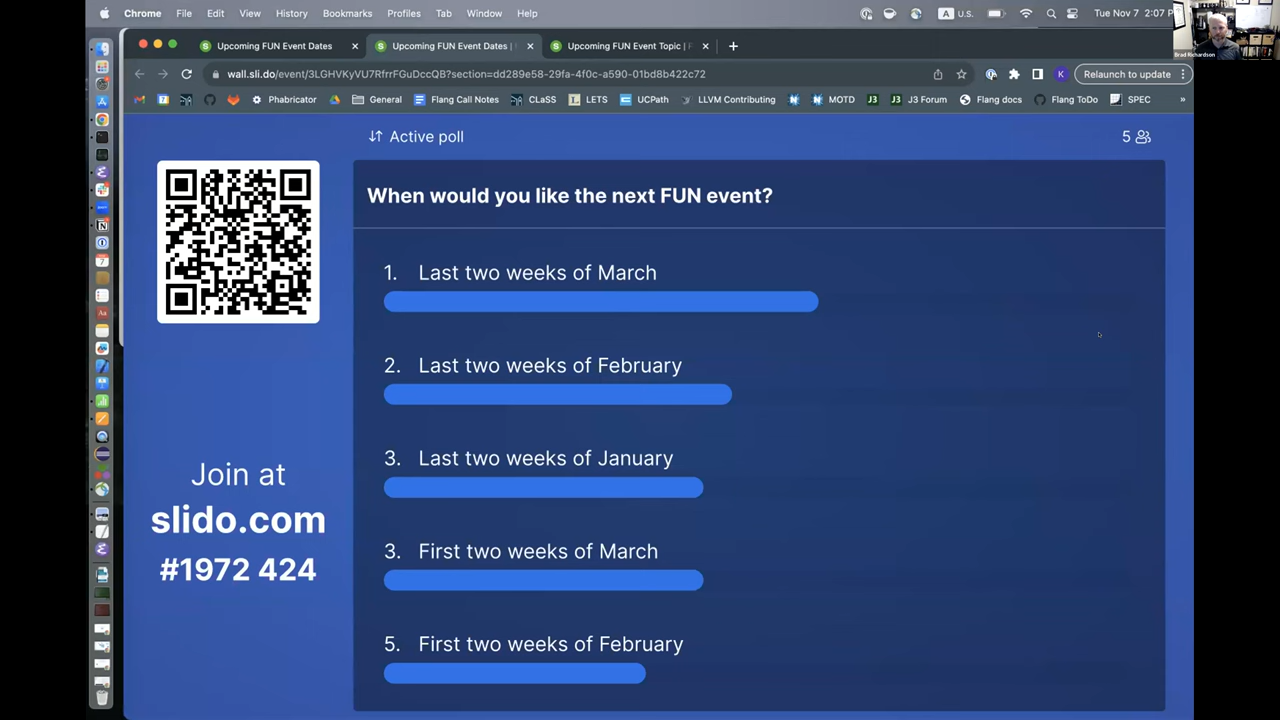 Chrome File Edit View History Bookmarks Profiles Tab Window Help A U.S. Tue Nov 7 2:07 P
Brad Richardson
Upcoming FUN Event Dates
Upcoming FUN Event Dates |
Upcoming FUN Event Topic |
wall.sli.do/event/3LGHVKyVU7RfrrFGuDccQB?section=dd289e58-29fa-4f0c-a590-01bd8b422c72
K Relaunch to update
Phabricator General Flang Call Notes CLaSS LETS UCPath LLVM Contributing MOTD J3 J3 Forum Flang docs Flang ToDo SPEC »
Active poll
5
When would you like the next FUN event?
1. Last two weeks of March
2. Last two weeks of February
3. Last two weeks of January
3. First two weeks of March
5. First two weeks of February
Join at
slido.com
#1972 424